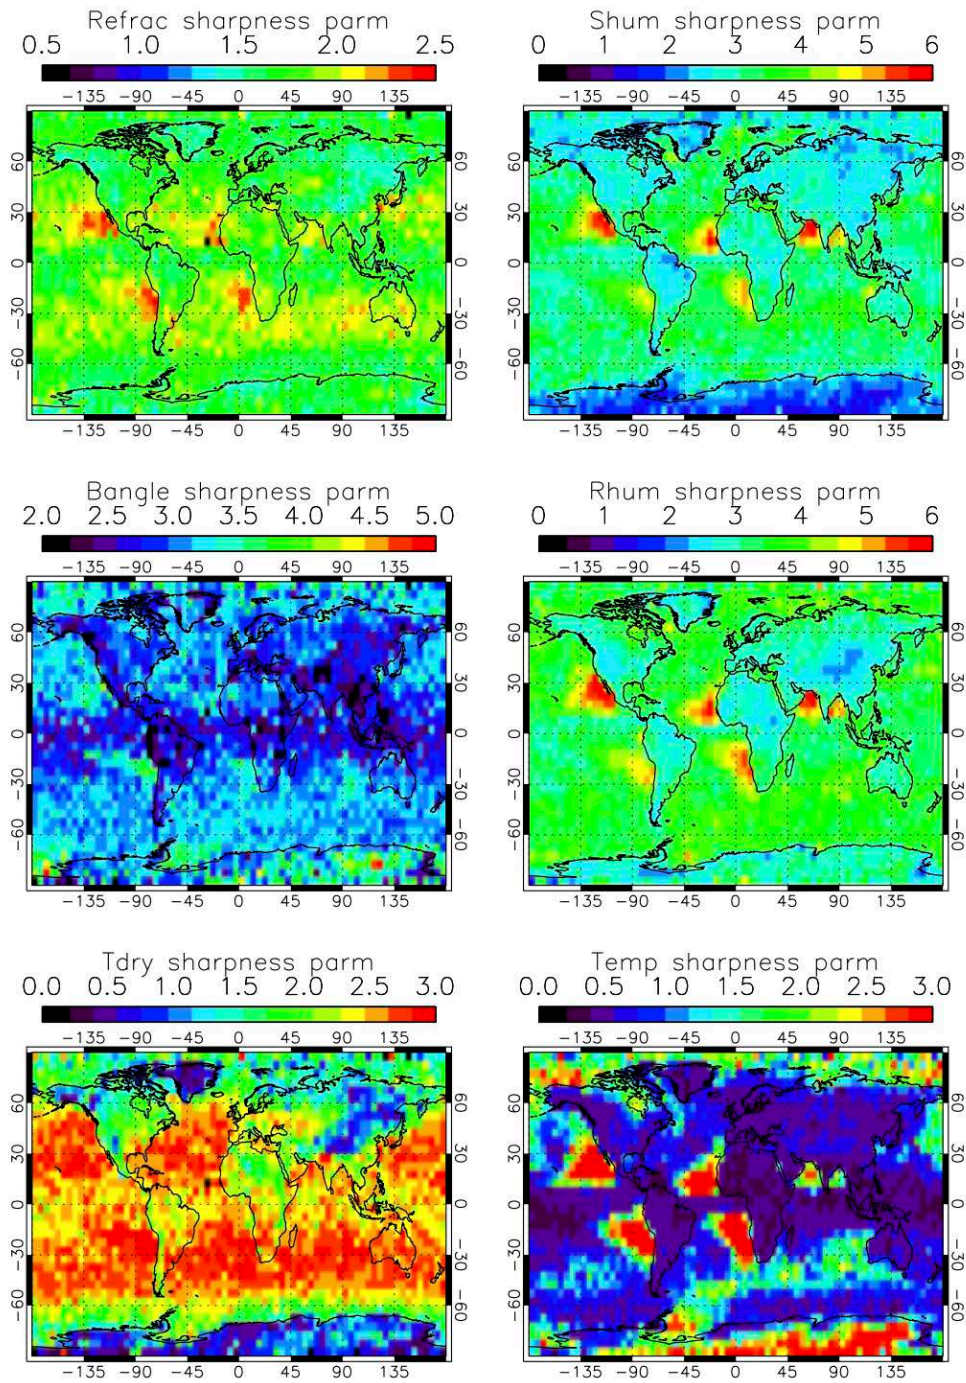 Refrac sharpness parm
0.5 1.0 1.5 2.0 2.5
-135 -90 -45 0 45 90 135
60
30
0
-30
-60
-135 -90 -45 0 45 90 135
Shum sharpness parm
0 1 2 3 4 5 6
-135 -90 -45 0 45 90 135
60
30
0
-30
-60
-135 -90 -45 0 45 90 135
Bangle sharpness parm
2.0 2.5 3.0 3.5 4.0 4.5 5.0
-135 -90 -45 0 45 90 135
60
30
0
-30
-60
-135 -90 -45 0 45 90 135
Rhum sharpness parm
0 1 2 3 4 5 6
-135 -90 -45 0 45 90 135
60
30
0
-30
-60
-135 -90 -45 0 45 90 135
Tdry sharpness parm
0.0 0.5 1.0 1.5 2.0 2.5 3.0
-135 -90 -45 0 45 90 135
60
30
0
-30
-60
-135 -90 -45 0 45 90 135
Temp sharpness parm
0.0 0.5 1.0 1.5 2.0 2.5 3.0
-135 -90 -45 0 45 90 135
60
30
0
-30
-60
-135 -90 -45 0 45 90 135